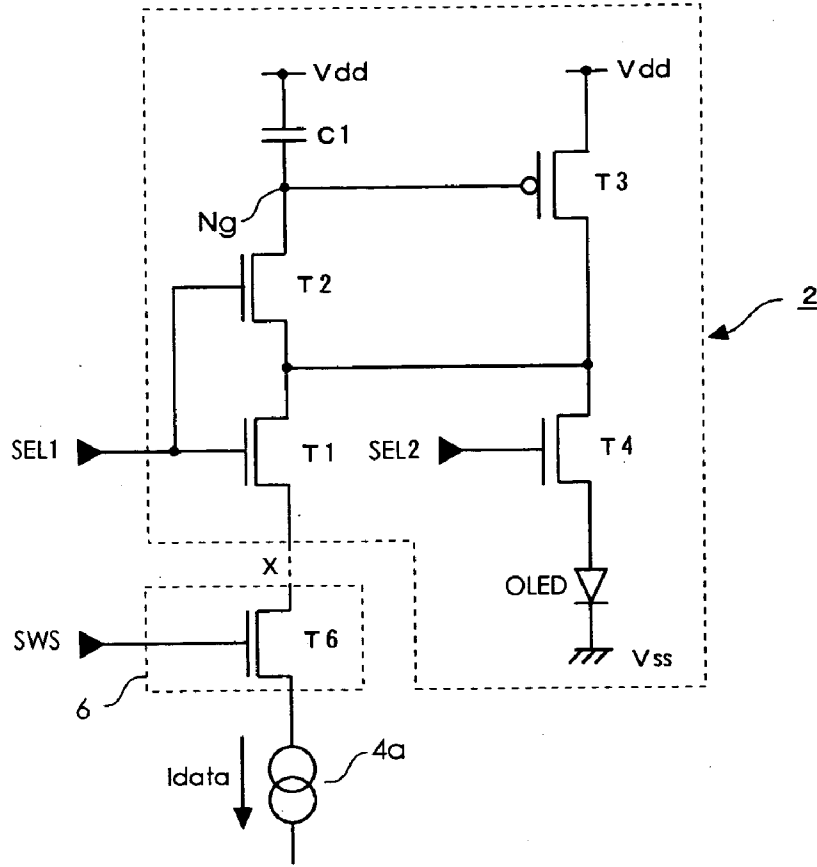 Vdd
Vdd
C1
T3
Ng
T2
2
SEL1
T1
SEL2
T4
X
OLED
SWS
T6
Vss
6
4a
Idata